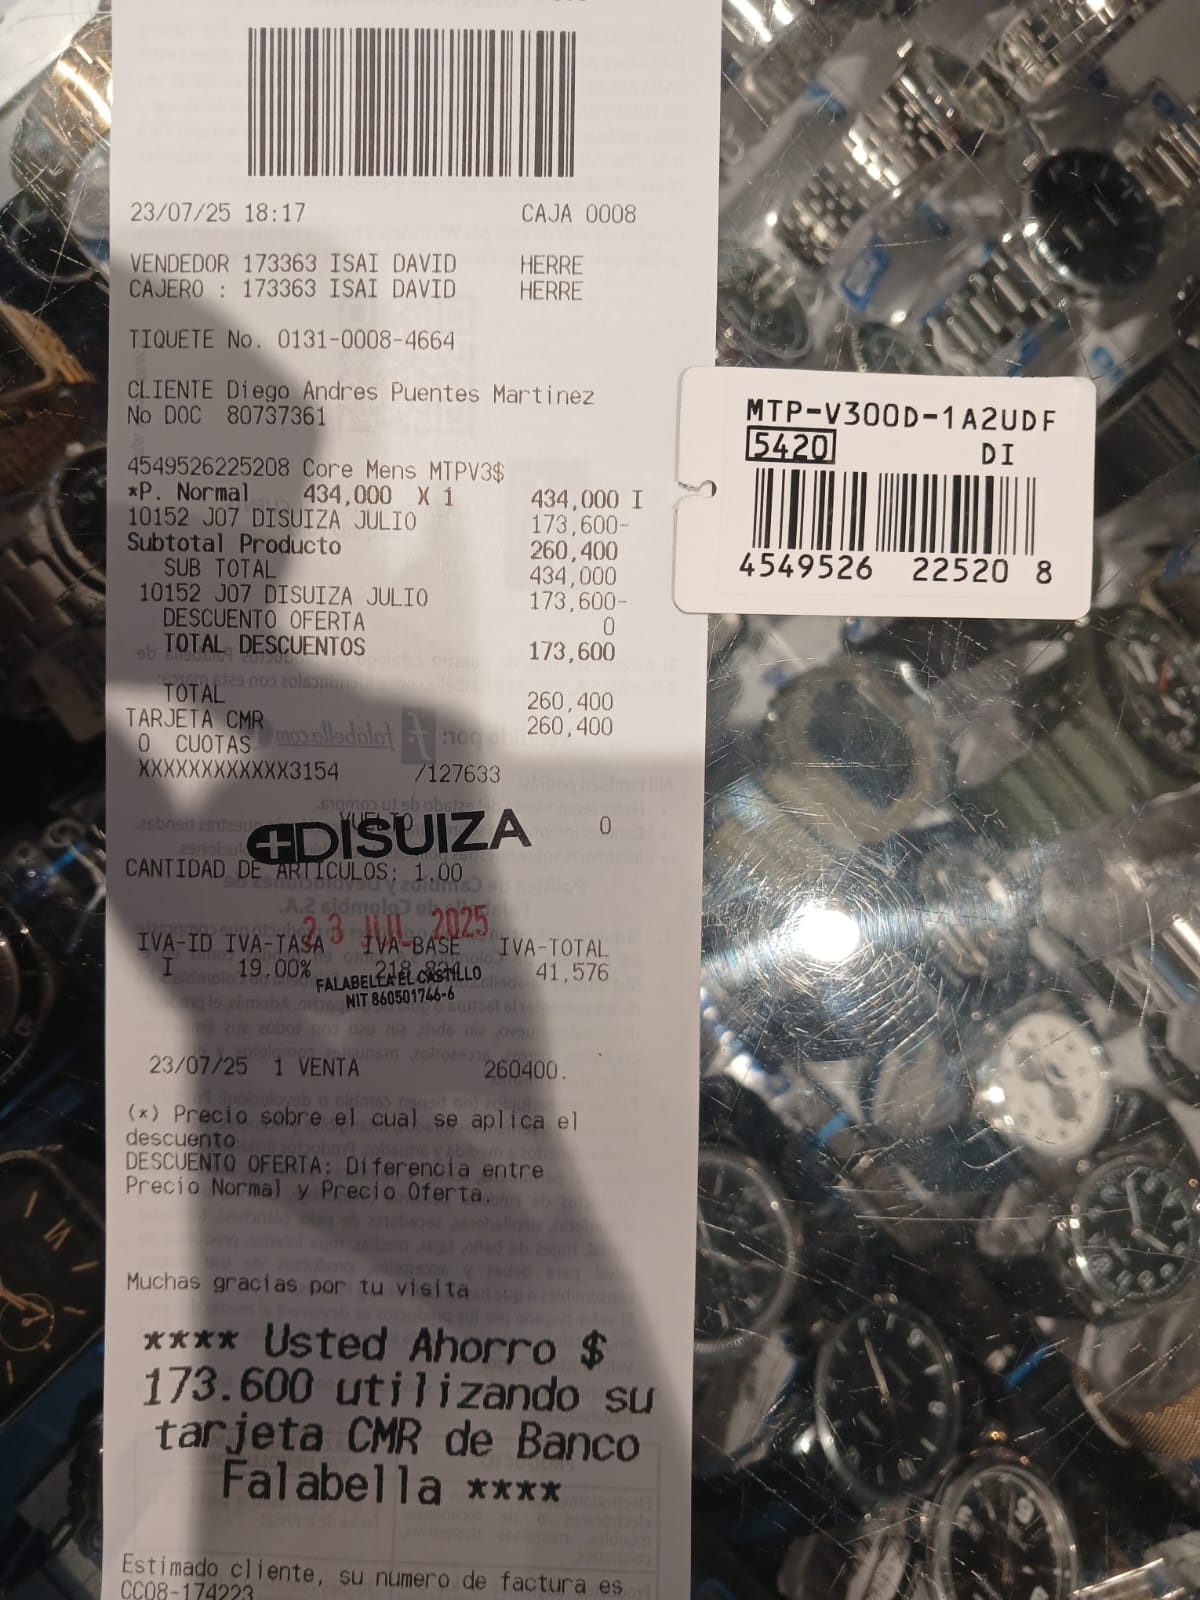 23/07/25 18:17 CAJA 0008
VENDEDOR 173363 ISAI DAVID HERRE
CAJERO : 173363 ISAI DAVID HERRE
TIQUETE No. 0131-0008-4664
CLIENTE Diego Andres Puentes Martinez
No DOC 80737361
4549526225208 Core Mens MTPV3$
*P. Normal 434,000 X 1 434,000 I
10152 J07 DISUIZA JULIO 173,600-
Subtotal Producto 260,400
SUB TOTAL 434,000
10152 J07 DISUIZA JULIO 173,600-
DESCUENTO OFERTA 0
TOTAL DESCUENTOS 173,600
TOTAL 260,400
TARJETA CMR 260,400
0 CUOTAS
XXXXXXXXXXXX3154 /127633
VUELTO 0
DISUIZA
CANTIDAD DE ARTICULOS: 1.00
23 JUL 2025
IVA-ID IVA-TASA IVA-BASE IVA-TOTAL
I 19.00% 41,576
FALABELLA EL CASTILLO
NIT 860501746-6
23/07/25 1 VENTA 260400.
(*) Precio sobre el cual se aplica el
descuento
DESCUENTO OFERTA: Diferencia entre
Precio Normal y Precio Oferta.
Muchas gracias por tu visita
**** Usted Ahorro $
173.600 utilizando su
tarjeta CMR de Banco
Falabella ****
Estimado cliente, su numero de factura es
CC08-174223
MTP-V300D-1A2UDF
5420 DI
4549526 22520 8